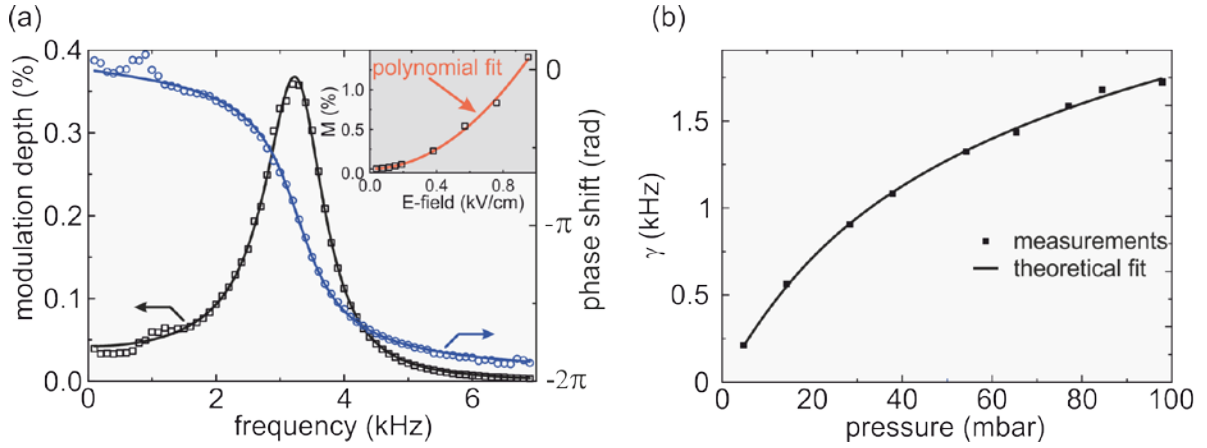 (a)
0.4
0.3
0.2
0.1
0.0
modulation depth (%)
0
2
4
6
frequency (kHz)
0
-π
-2π
phase shift (rad)
polynomial fit
M (%)
1.0
0.5
0.0
0.0
0.4
0.8
E-field (kV/cm)
(b)
1.5
1
0.5
0
γ (kHz)
measurements
theoretical fit
0
20
40
60
80
100
pressure (mbar)